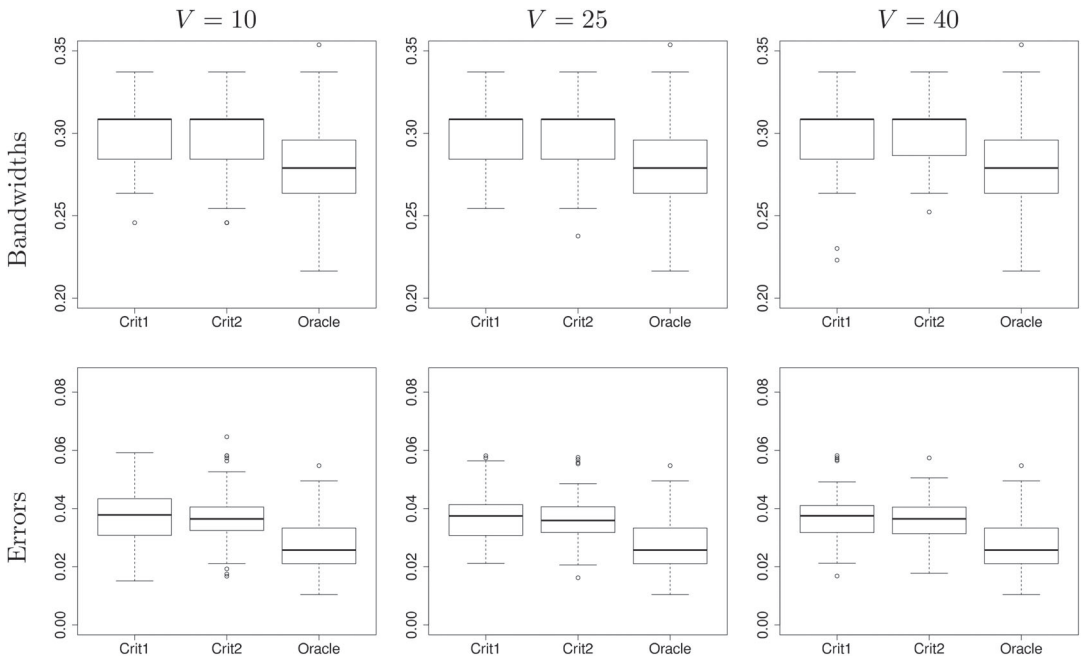 V = 10 V = 25 V = 40
Bandwidths
0.35 0.35 0.35
0.30 0.30 0.30
0.25 0.25 0.25
0.20 0.20 0.20
Crit1 Crit2 Oracle Crit1 Crit2 Oracle Crit1 Crit2 Oracle
Errors
0.08 0.08 0.08
0.06 0.06 0.06
0.04 0.04 0.04
0.02 0.02 0.02
0.00 0.00 0.00
Crit1 Crit2 Oracle Crit1 Crit2 Oracle Crit1 Crit2 Oracle